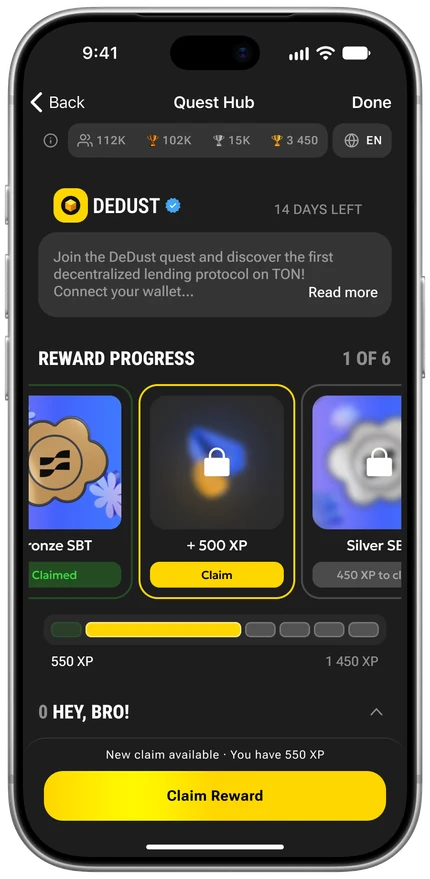 9:41
Back
Quest Hub
Done
112K
102K
15K
3 450
EN
DEDUST
14 DAYS LEFT
Join the DeDust quest and discover the first
decentralized lending protocol on TON!
Connect your wallet...
Read more
REWARD PROGRESS
1 OF 6
ronze SBT
Claimed
+ 500 XP
Claim
Silver SB
450 XP to cl
550 XP
1 450 XP
0 HEY, BRO!
New claim available · You have 550 XP
Claim Reward